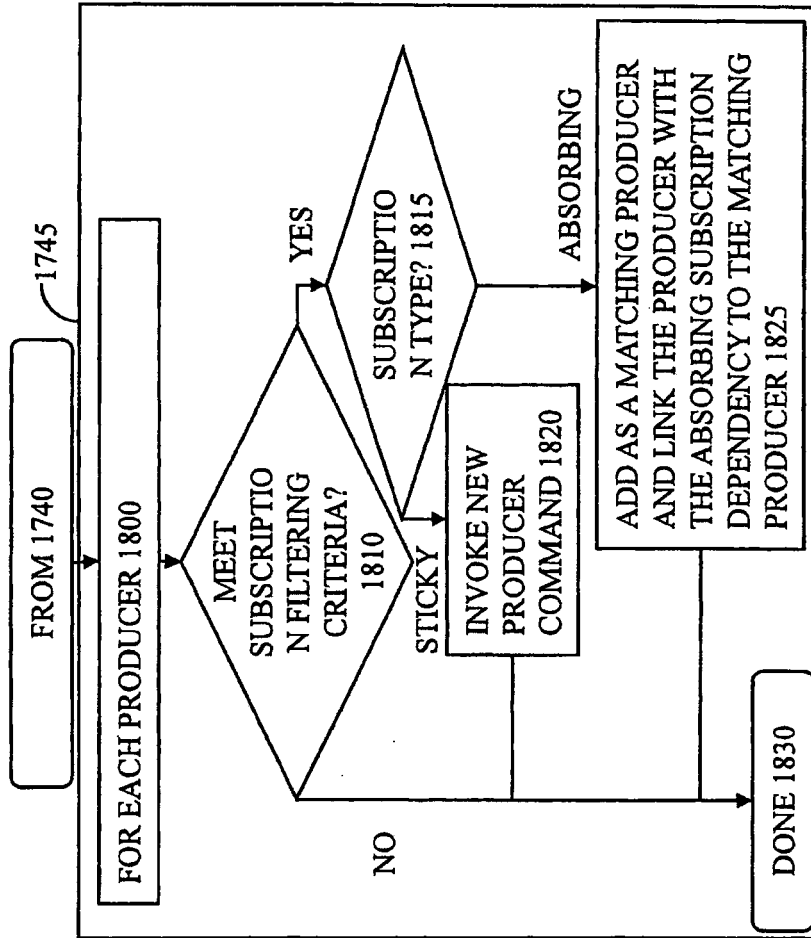 FROM 1740
1745
FOR EACH PRODUCER 1800
MEET
SUBSCRIPTIO
N FILTERING
CRITERIA?
1810
YES
SUBSCRIPTIO
N TYPE? 1815
NO
STICKY
INVOKE NEW
PRODUCER
COMMAND 1820
ABSORBING
ADD AS A MATCHING PRODUCER
AND LINK THE PRODUCER WITH
THE ABSORBING SUBSCRIPTION
DEPENDENCY TO THE MATCHING
PRODUCER 1825
DONE 1830